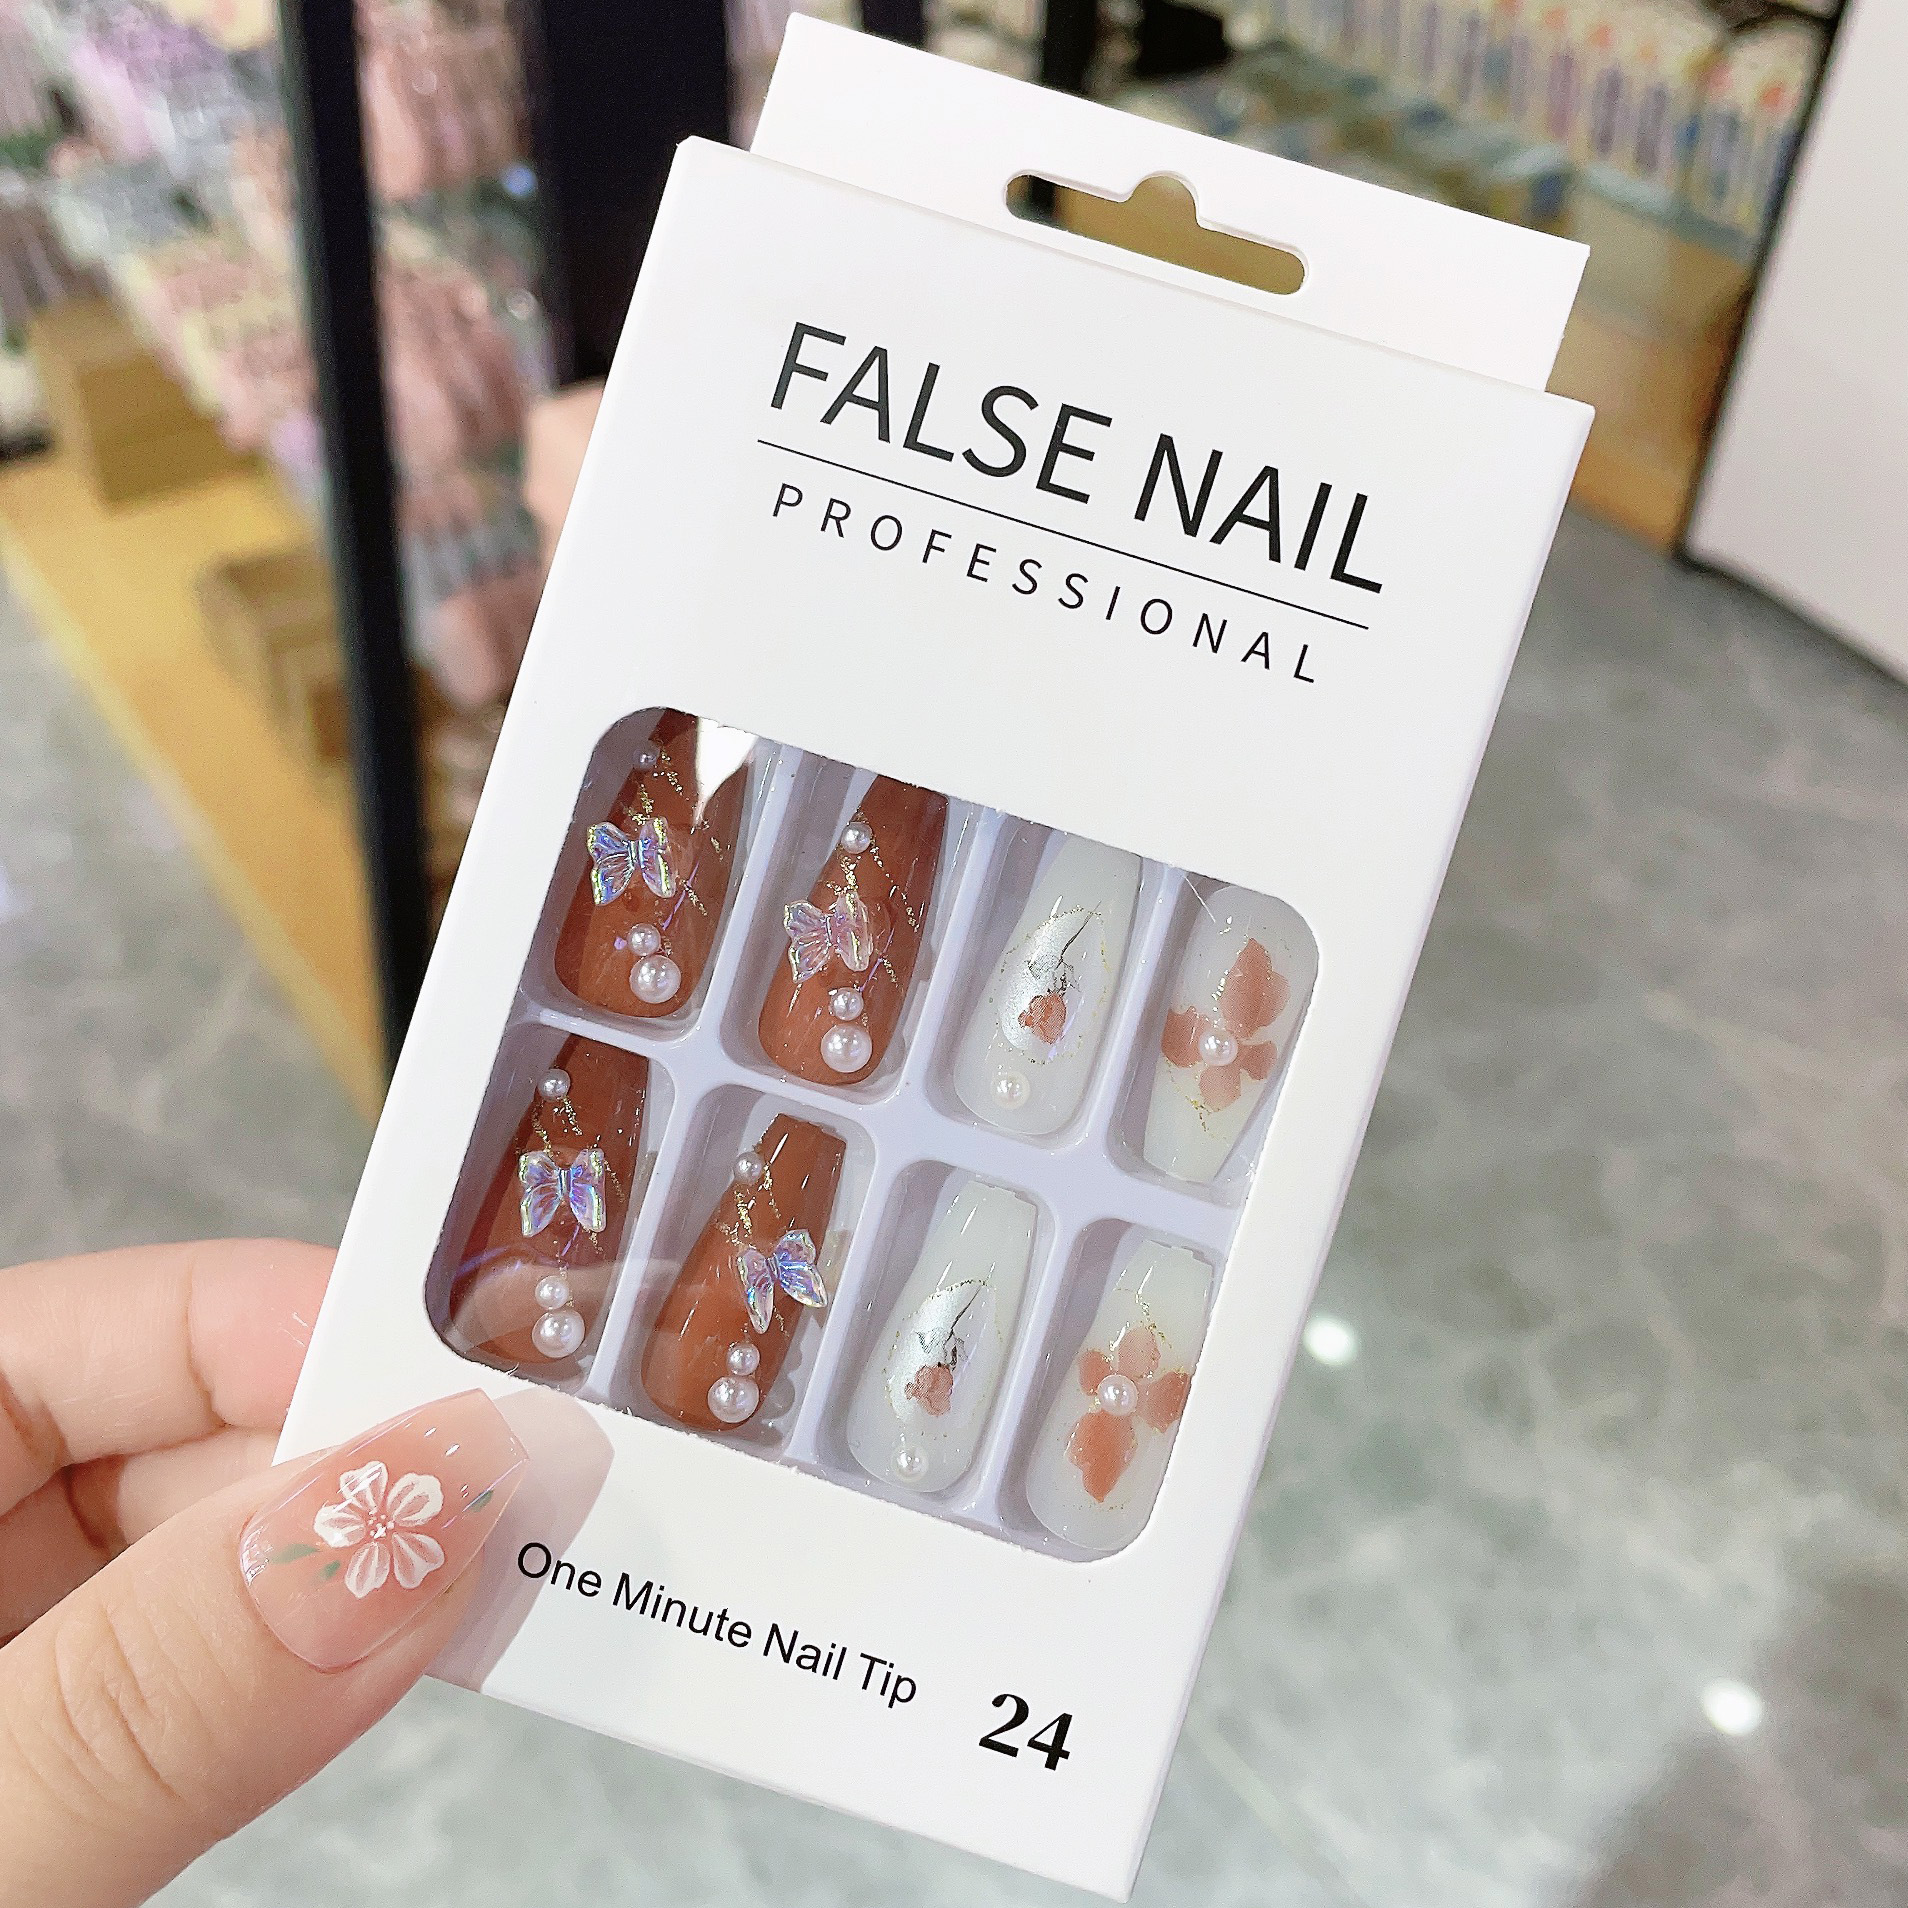 FALSE NAIL
PROFESSIONAL
One Minute Nail Tip
24